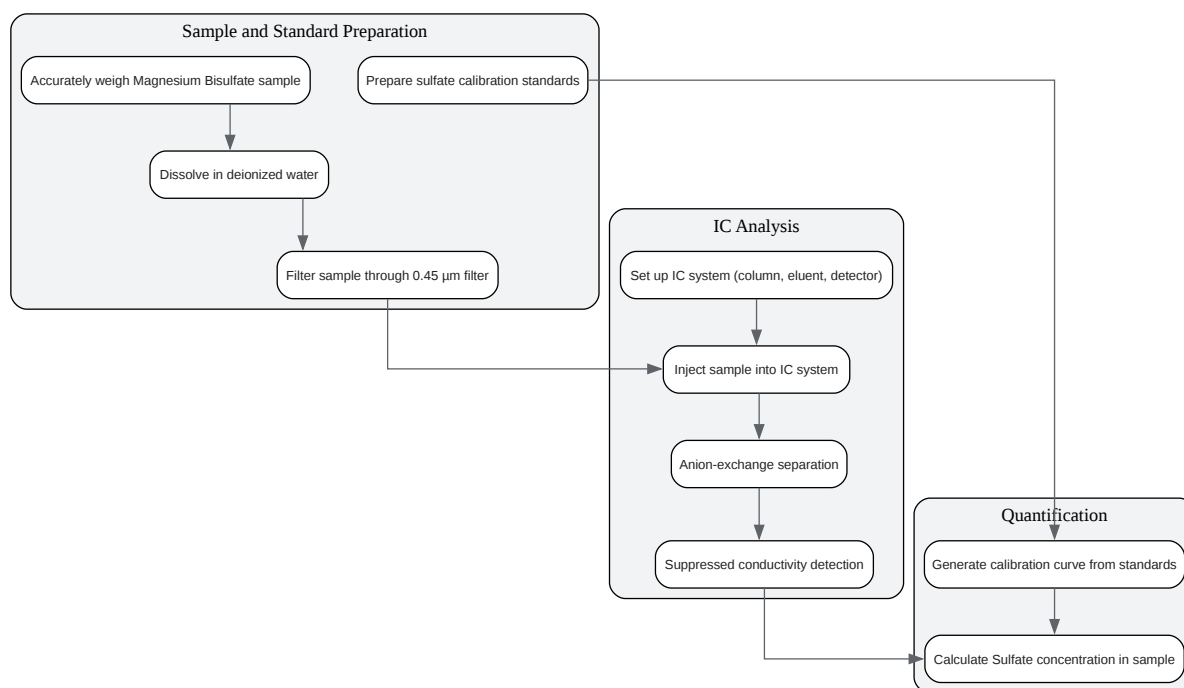 Sample and Standard Preparation
Accurately weigh Magnesium Bisulfate sample
Prepare sulfate calibration standards
Dissolve in deionized water
Filter sample through 0.45 µm filter
IC Analysis
Set up IC system (column, eluent, detector)
Inject sample into IC system
Anion-exchange separation
Suppressed conductivity detection
Quantification
Generate calibration curve from standards
Calculate Sulfate concentration in sample